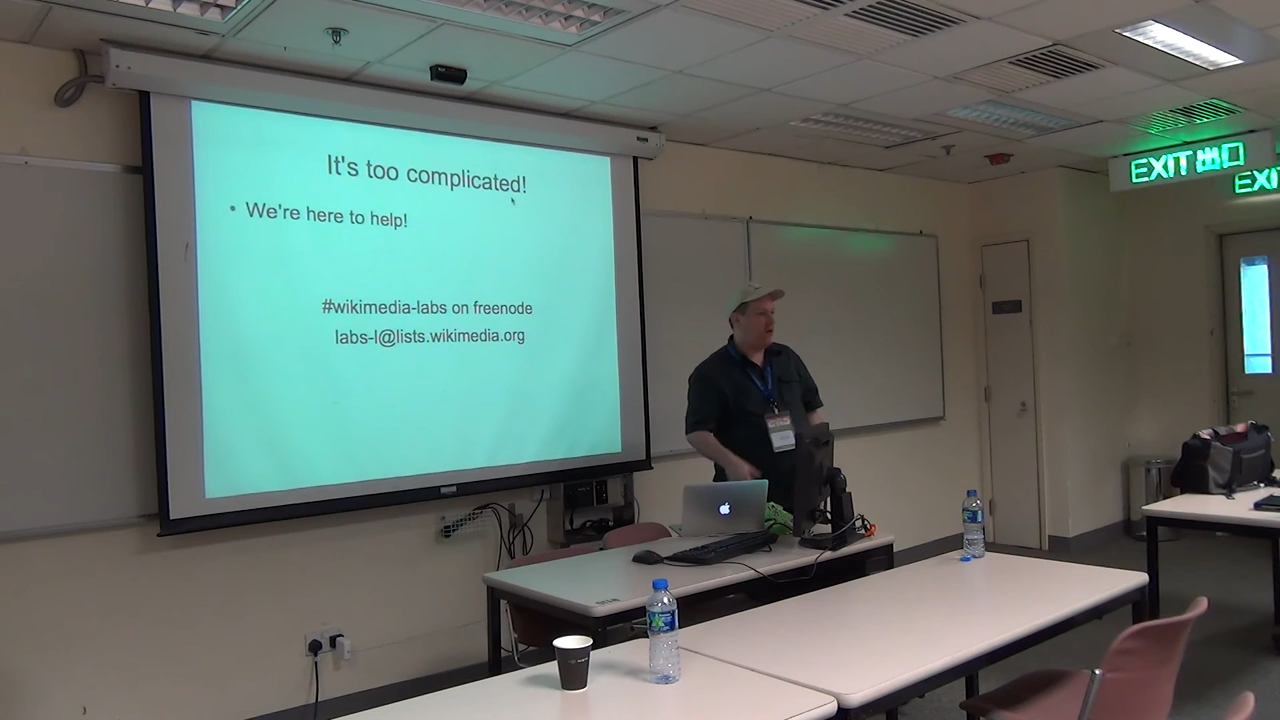 It's too complicated!
• We're here to help!
#wikimedia-labs on freenode
labs-l@lists.wikimedia.org
EXIT 出口
EXIT